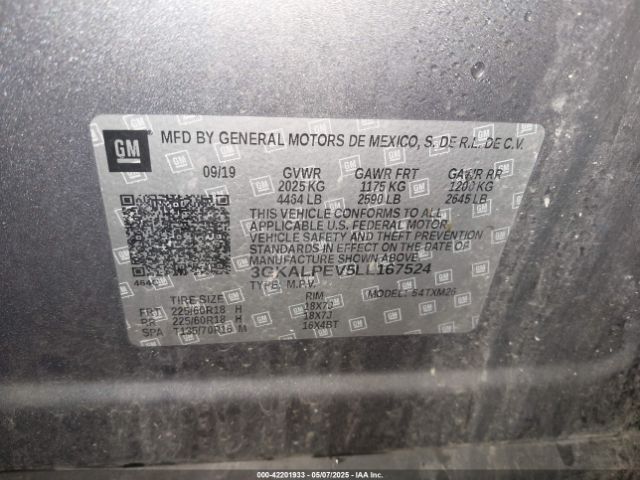 GM ® MFD BY GENERAL MOTORS DE MEXICO, S. DE R.L. DE C.V.
09/19 GVWR GAWR FRT GAWR RR
2025 KG 1175 KG 1200 KG
4464 LB 2590 LB 2645 LB
THIS VEHICLE CONFORMS TO ALL
APPLICABLE U.S. FEDERAL MOTOR
VEHICLE SAFETY AND THEFT PREVENTION
STANDARDS IN EFFECT ON THE DATE OF
MANUFACTURE SHOWN ABOVE.
3GKALPEV5LL167524
TYPE: M.P.V. MODEL:
TIRE SIZE RIM
FRT 225/60R18 H 18X7J
RR 225/60R18 H 18X7J
SPA T135/70R16 M 16X4BT
000-42201933 - 05/07/2025 - IAA Inc.